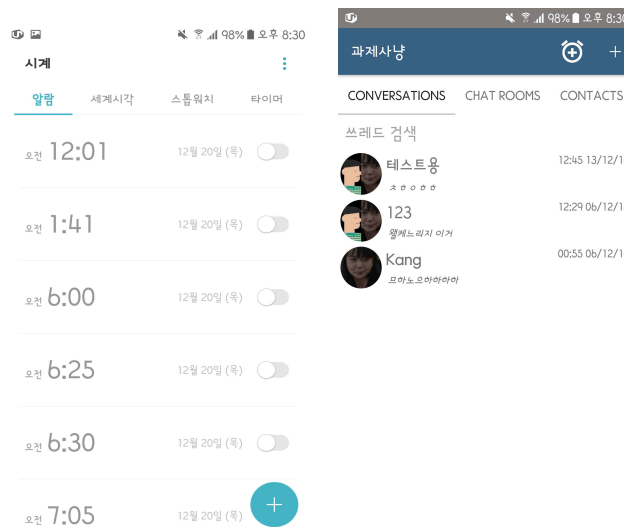 98% 오후 8:30
시계
알람 세계시각 스톱워치 타이머
오전 12:01 12월 20일 (목)
오전 1:41 12월 20일 (목)
오전 6:00 12월 20일 (목)
오전 6:25 12월 20일 (목)
오전 6:30 12월 20일 (목)
오전 7:05 12월 20일 (목)
98% 오후 8:30
과제사냥
CONVERSATIONS CHAT ROOMS CONTACTS
쓰레드 검색
테스트용 12:45 13/12/1
ㅊㅎㅇㅎㅎ
123 12:29 06/12/1
웰케느리지 이거
Kang 00:55 06/12/1
므하노으하하하하